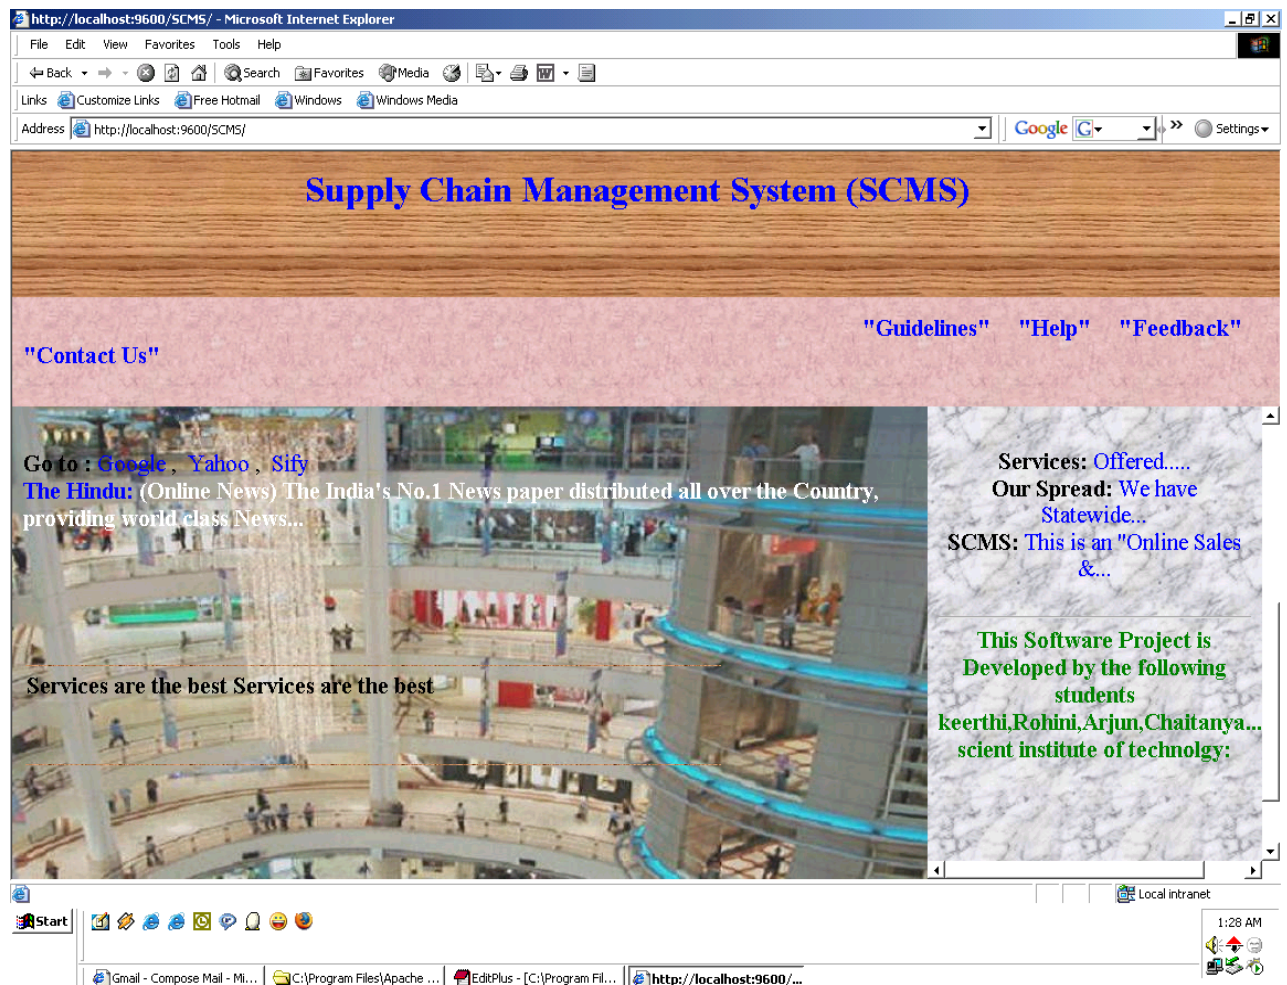 http://localhost:9600/SCMS/ - Microsoft Internet Explorer
File Edit View Favorites Tools Help
Back Search Favorites Media
Links Customize Links Free Hotmail Windows Windows Media
Address http://localhost:9600/SCMS/ Google G Settings
Supply Chain Management System (SCMS)
"Guidelines" "Help" "Feedback"
"Contact Us"
Go to : Google , Yahoo , Sify
The Hindu: (Online News) The India's No.1 News paper distributed all over the Country,
providing world class News...
Services are the best Services are the best
Services: Offered.....
Our Spread: We have
Statewide...
SCMS: This is an "Online Sales
&...
This Software Project is
Developed by the following
students
keerthi,Rohini,Arjun,Chaitanya...
scient institute of technolgy:
Local intranet
Start
1:28 AM
Gmail - Compose Mail - Mi... C:\Program Files\Apache ... EditPlus - [C:\Program Fil... http://localhost:9600/...